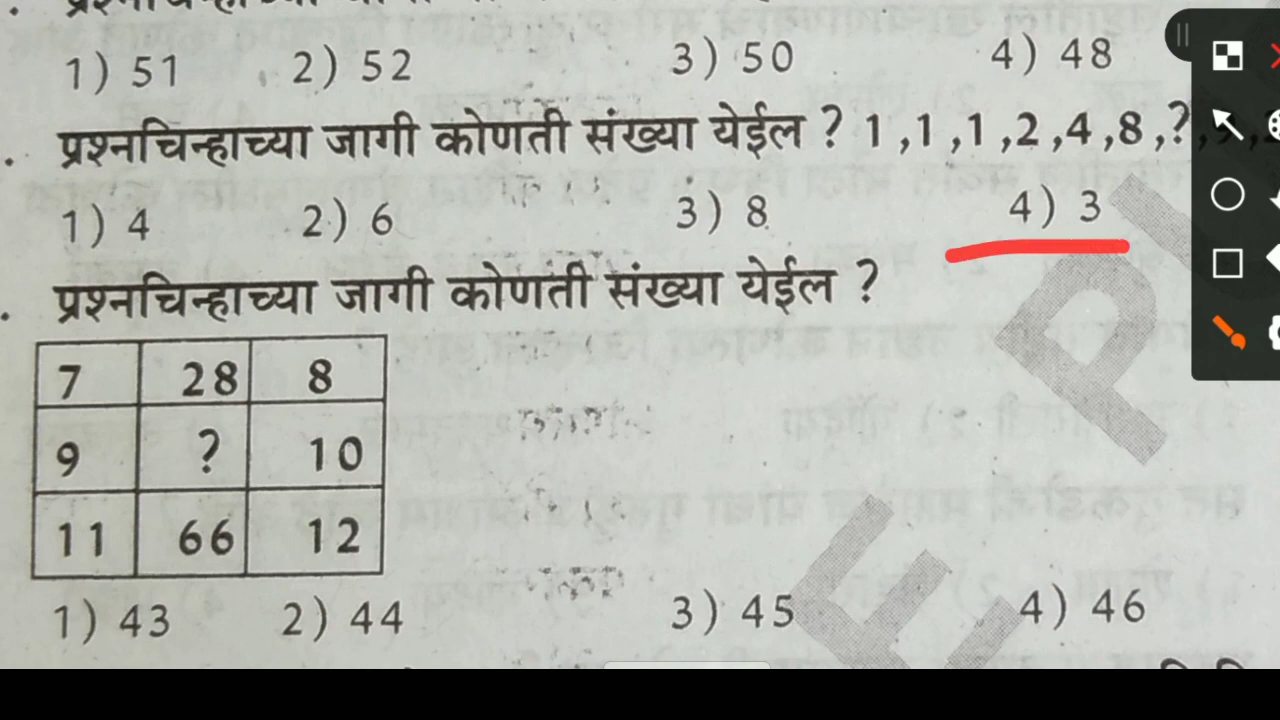 1) 51 2) 52 3) 50 4) 48
. प्रश्नचिन्हाच्या जागी कोणती संख्या येईल ? 1 ,1 ,1 ,2 ,4 ,8 ,?
1) 4 2) 6 3) 8 4) 3
. प्रश्नचिन्हाच्या जागी कोणती संख्या येईल ?
7 28 8
9 ? 10
11 66 12
1) 43 2) 44 3) 45 4) 46